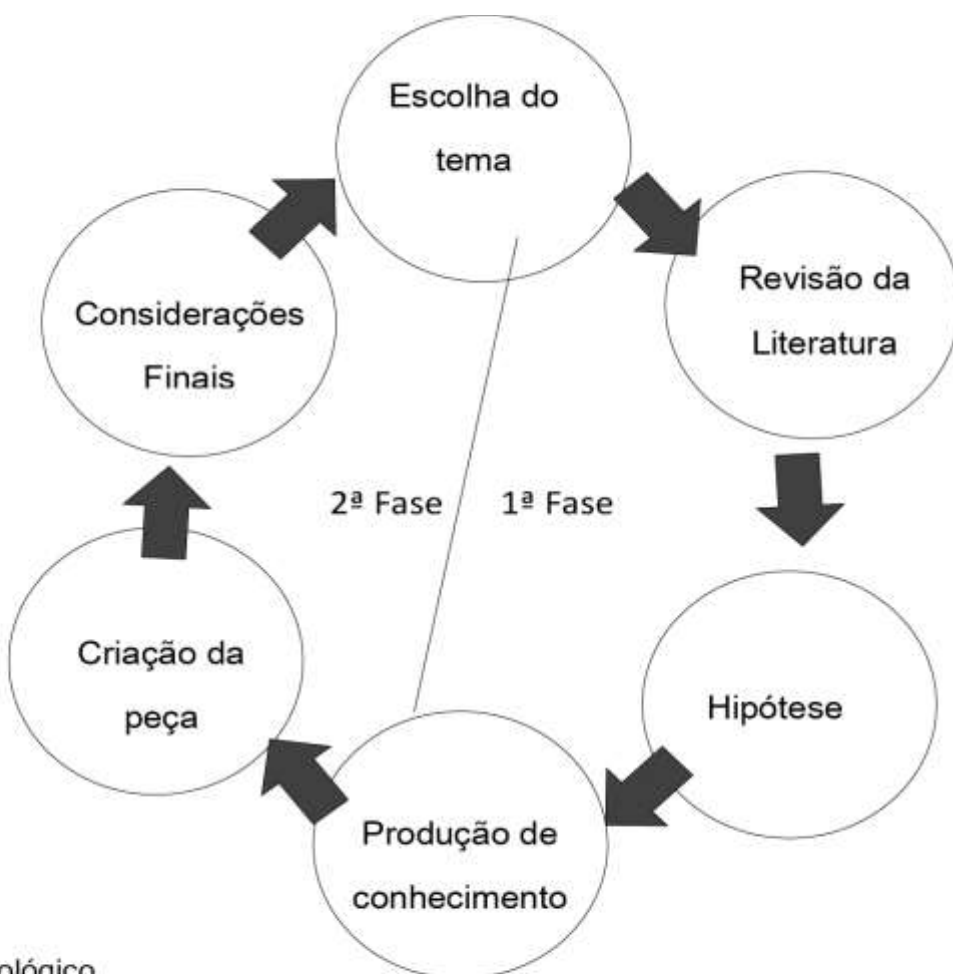 Escolha do
tema
Revisão da
Literatura
Hipótese
Produção de
conhecimento
Criação da
peça
Considerações
Finais
2ª Fase
1ª Fase